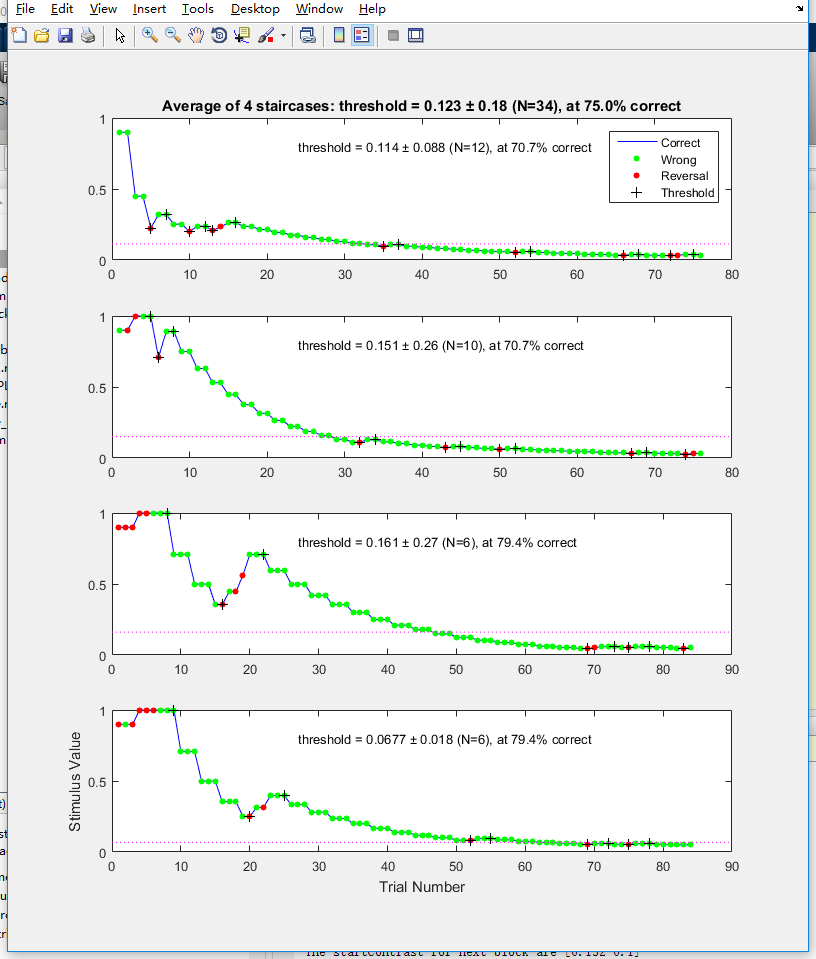 File Edit View Insert Tools Desktop Window Help
Average of 4 staircases: threshold = 0.123 ± 0.18 (N=34), at 75.0% correct
1
threshold = 0.114 ± 0.088 (N=12), at 70.7% correct
Correct
Wrong
Reversal
Threshold
0.5
0
0 10 20 30 40 50 60 70 80
1
threshold = 0.151 ± 0.26 (N=10), at 70.7% correct
0.5
0
0 10 20 30 40 50 60 70 80
1
threshold = 0.161 ± 0.27 (N=6), at 79.4% correct
0.5
0
0 10 20 30 40 50 60 70 80 90
1
threshold = 0.0677 ± 0.018 (N=6), at 79.4% correct
Stimulus Value
0.5
0
0 10 20 30 40 50 60 70 80 90
Trial Number